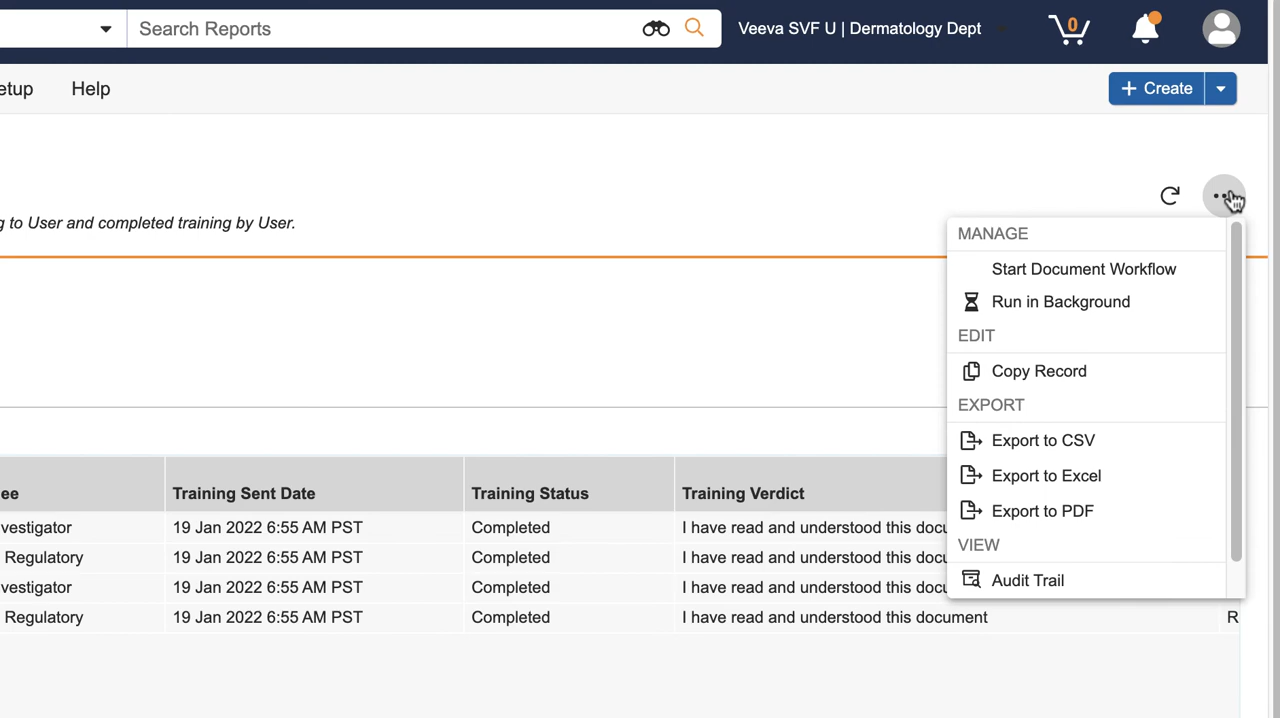 Search Reports
Veeva SVF U | Dermatology Dept
0
etup
Help
+ Create
g to User and completed training by User.
MANAGE
Start Document Workflow
Run in Background
EDIT
Copy Record
EXPORT
Export to CSV
Export to Excel
Export to PDF
VIEW
Audit Trail
ee Training Sent Date Training Status Training Verdict
vestigator 19 Jan 2022 6:55 AM PST Completed I have read and understood this docu
Regulatory 19 Jan 2022 6:55 AM PST Completed I have read and understood this docu
vestigator 19 Jan 2022 6:55 AM PST Completed I have read and understood this docu
Regulatory 19 Jan 2022 6:55 AM PST Completed I have read and understood this document R